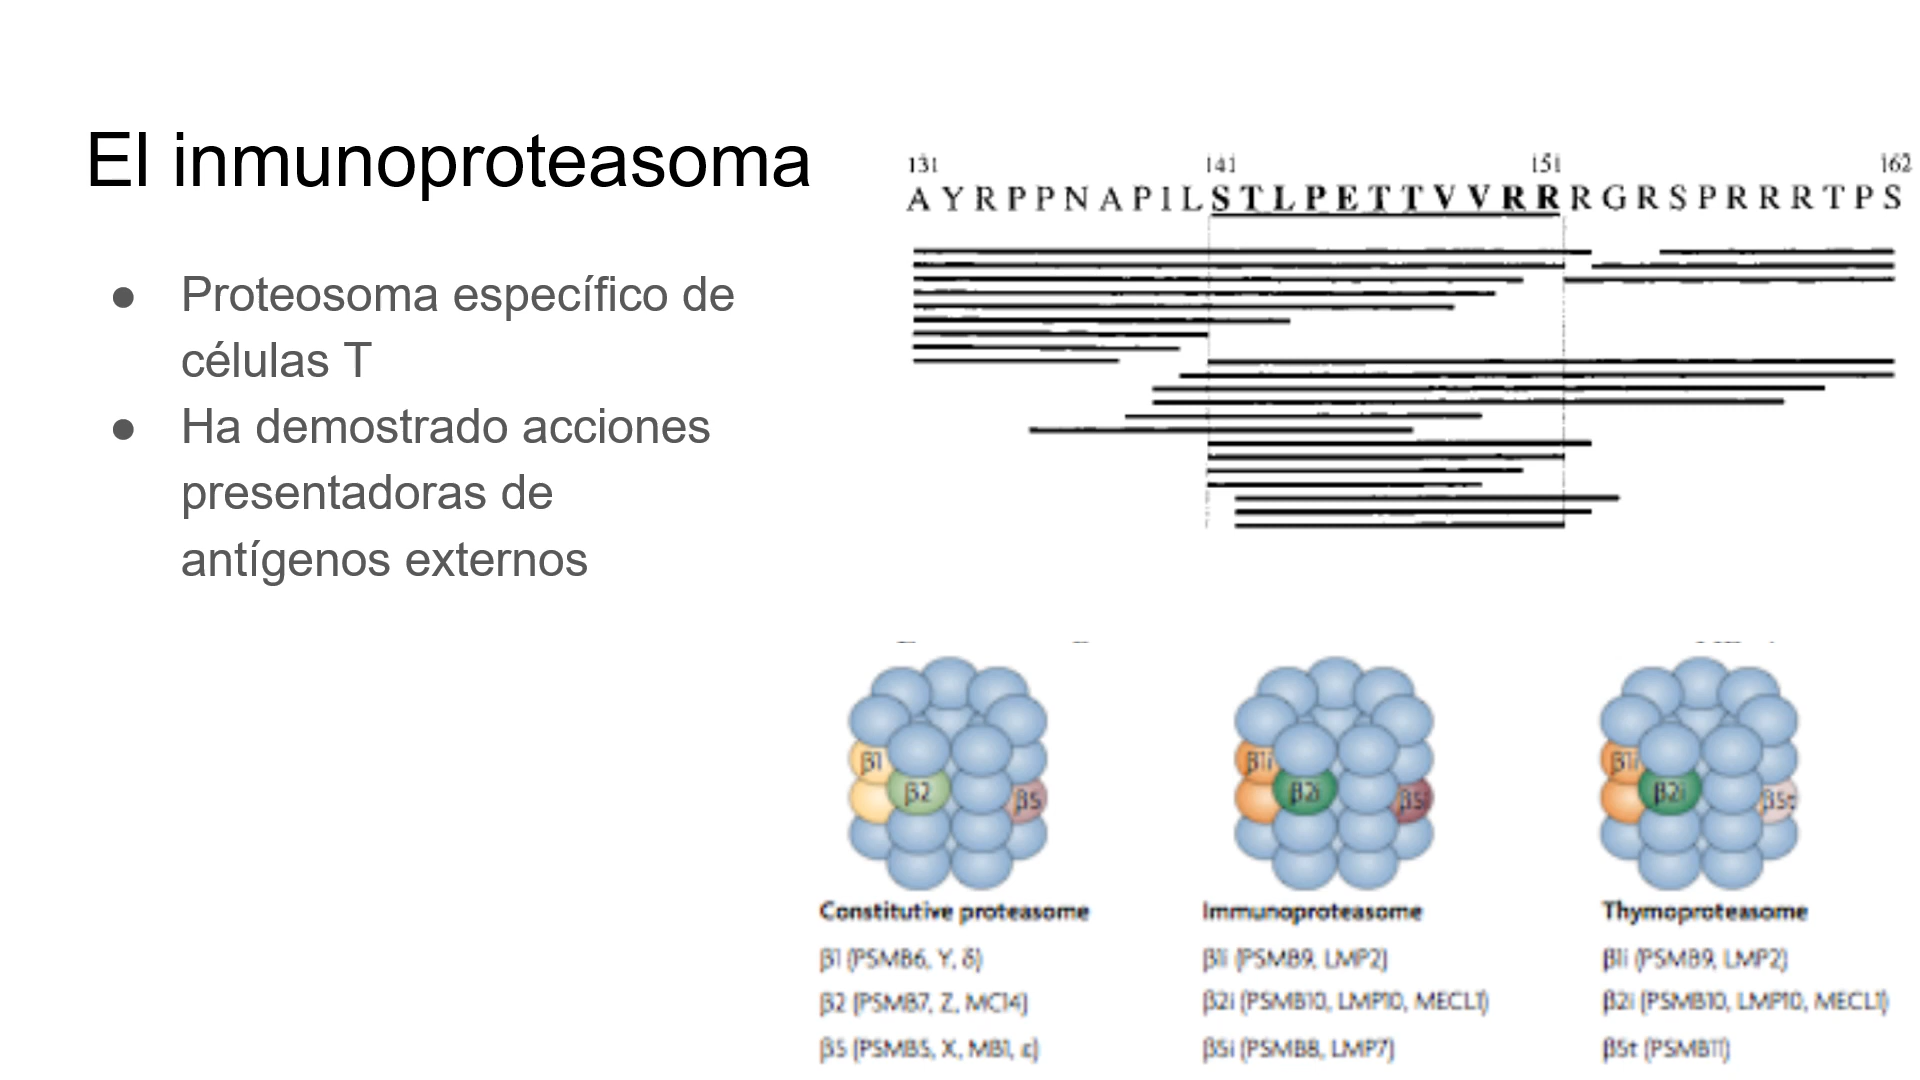 El inmunoproteasoma
● Proteosoma específico de
células T
● Ha demostrado acciones
presentadoras de
antígenos externos
131 141 151 162
A Y R P P N A P I L S T L P E T T V V R R R G R S P R R R T P S
β1 β2 β5
β1i β2i β5i
β1i β2i β5t
Constitutive proteasome
β1 (PSMB6, Y, δ)
β2 (PSMB7, Z, MC14)
β5 (PSMB5, X, MB1, ε)
Immunoproteasome
β1i (PSMB9, LMP2)
β2i (PSMB10, LMP10, MECL1)
β5i (PSMB8, LMP7)
Thymoproteasome
β1i (PSMB9, LMP2)
β2i (PSMB10, LMP10, MECL1)
β5t (PSMB11)